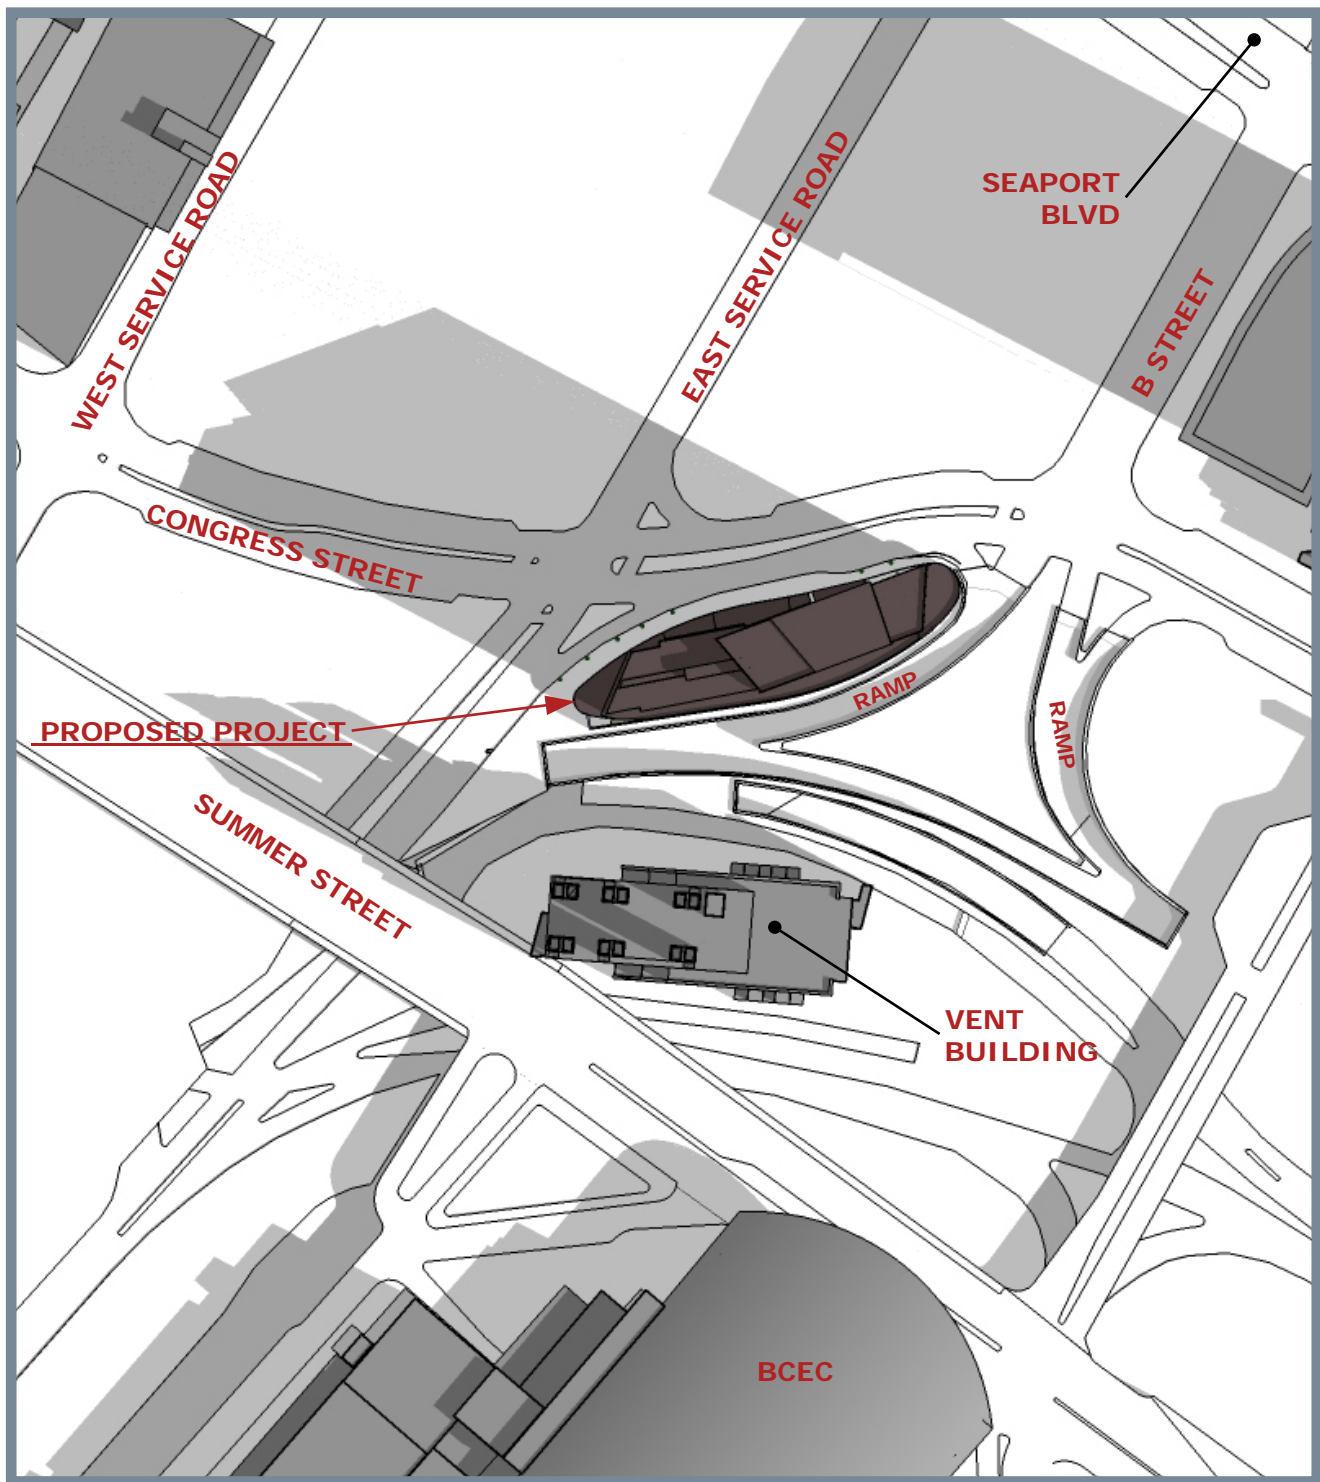 SEAPORT
BLVD
WEST SERVICE ROAD
EAST SERVICE ROAD
B STREET
CONGRESS STREET
RAMP
RAMP
PROPOSED PROJECT
SUMMER STREET
VENT
BUILDING
BCEC